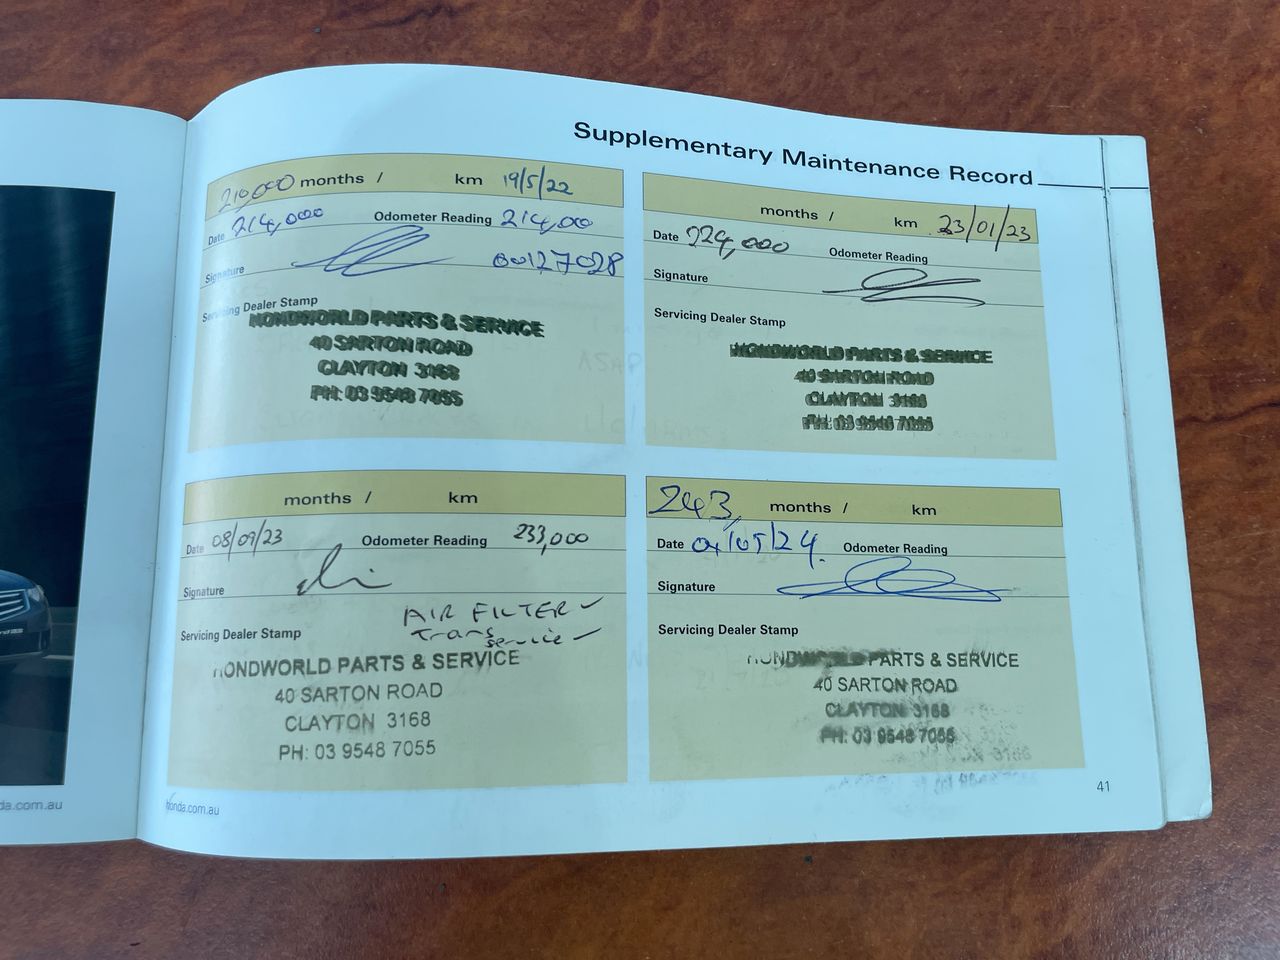 Supplementary Maintenance Record
210,000 months / km 19/5/22
Date 214,000 Odometer Reading 214,000
Signature 00127028
Servicing Dealer Stamp
HONDWORLD PARTS & SERVICE
40 SARTON ROAD
CLAYTON 3168
PH: 03 9548 7055
months / km 23/01/23
Date 224,000 Odometer Reading
Signature
Servicing Dealer Stamp
HONDWORLD PARTS & SERVICE
40 SARTON ROAD
CLAYTON 3168
PH: 03 9548 7055
months / km
Date 08/09/23 Odometer Reading 233,000
Signature
AIR FILTER ✓
Servicing Dealer Stamp Trans service ✓
HONDWORLD PARTS & SERVICE
40 SARTON ROAD
CLAYTON 3168
PH: 03 9548 7055
243, months / km
Date 04/05/24. Odometer Reading
Signature
Servicing Dealer Stamp
HONDWORLD PARTS & SERVICE
40 SARTON ROAD
CLAYTON 3168
PH: 03 9548 7055
da.com.au
honda.com.au
41